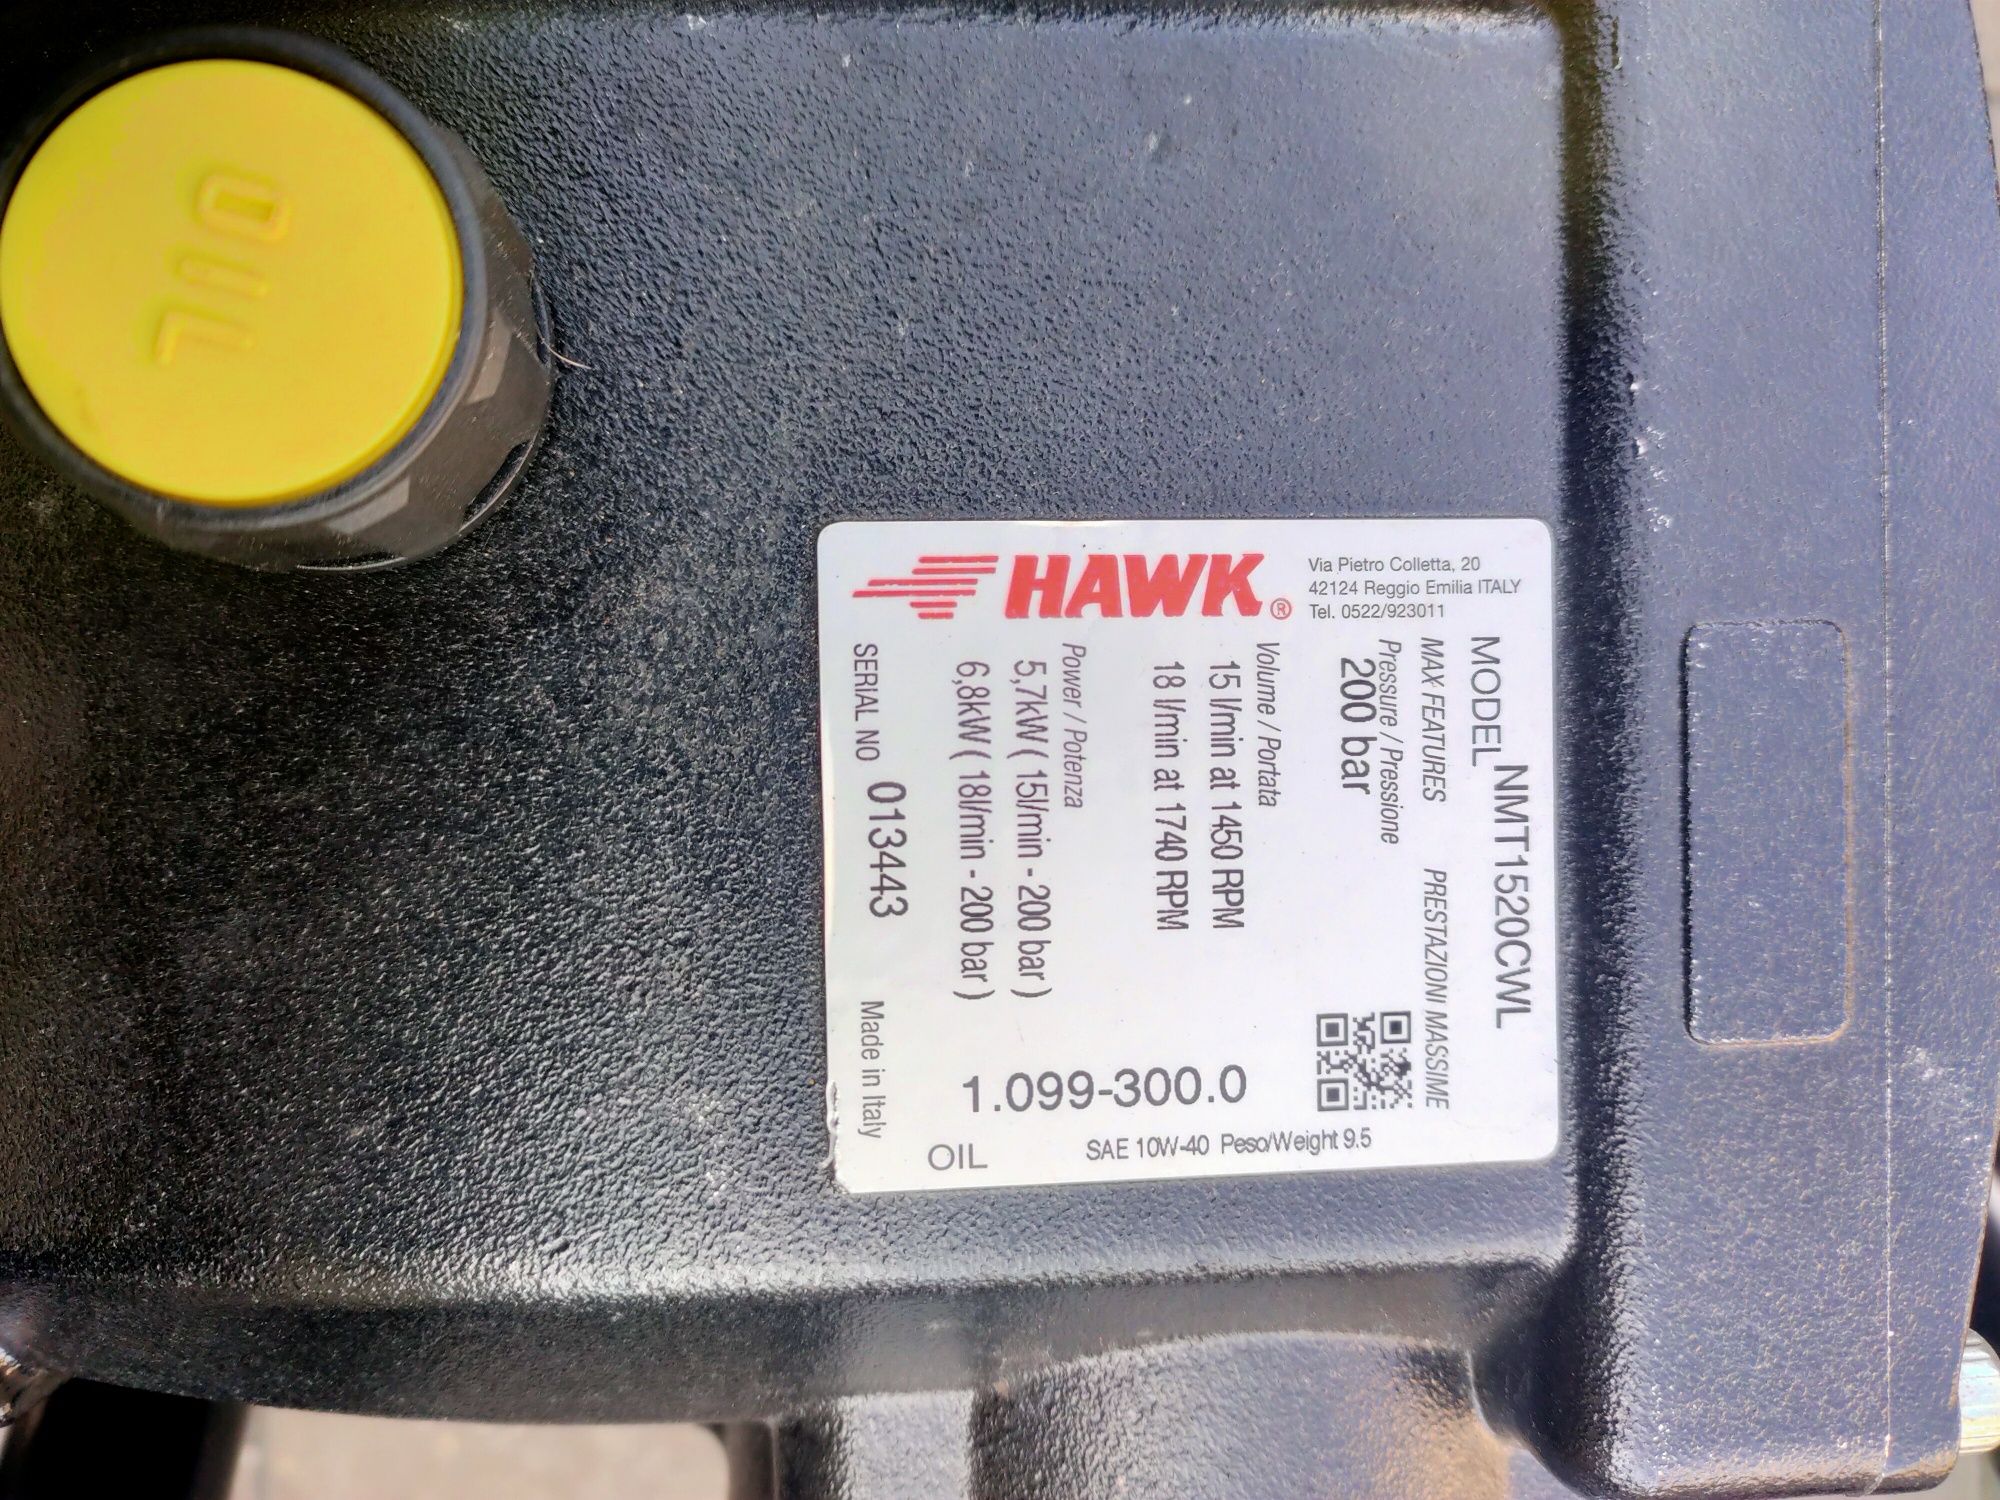 OIL
HAWK®
Via Pietro Colletta, 20
42124 Reggio Emilia ITALY
Tel. 0522/923011
MODEL NMT1520CWL
MAX FEATURES PRESTAZIONI MASSIME
Pressure / Pressione
200 bar
Volume / Portata
15 l/min at 1450 RPM
18 l/min at 1740 RPM
Power / Potenza
5,7kW ( 15l/min - 200 bar )
6,8kW ( 18l/min - 200 bar )
SERIAL NO 013443 Made in Italy
1.099-300.0
OIL SAE 10W-40 Peso/Weight 9.5